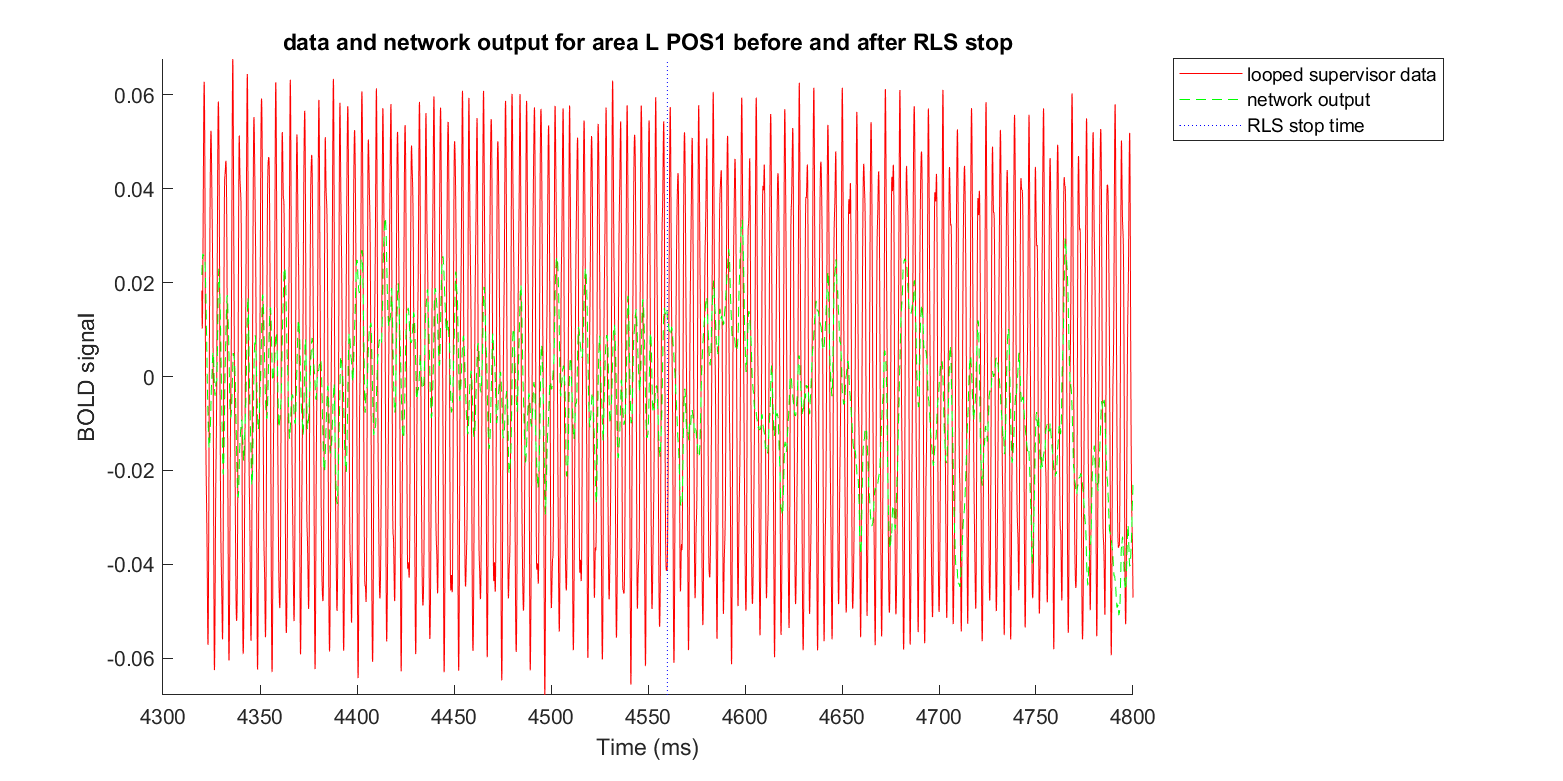 data and network output for area L POS1 before and after RLS stop
looped supervisor data
network output
RLS stop time
0.06
0.04
0.02
0
-0.02
-0.04
-0.06
BOLD signal
4300 4350 4400 4450 4500 4550 4600 4650 4700 4750 4800
Time (ms)